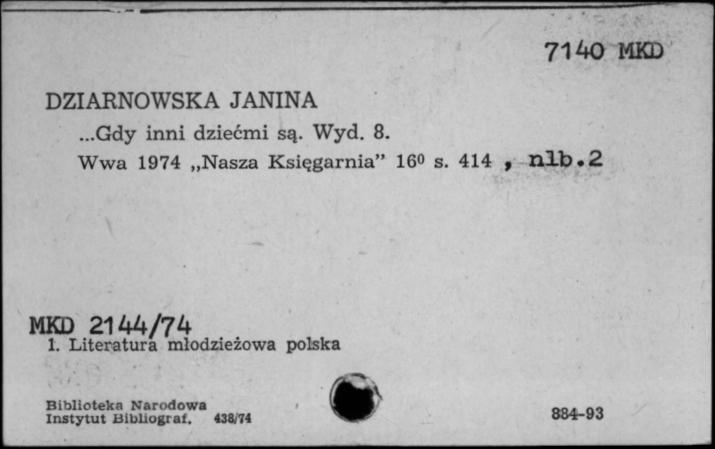 7140 MKD
DZIARNOWSKA JANINA
...Gdy inni dziećmi są. Wyd. 8.
Wwa 1974 „Nasza Księgarnia” 16⁰ s. 414 , nlb.2
MKD 2144/74
1. Literatura młodzieżowa polska
Biblioteka Narodowa
Instytut Bibliograf. 438/74
884-93